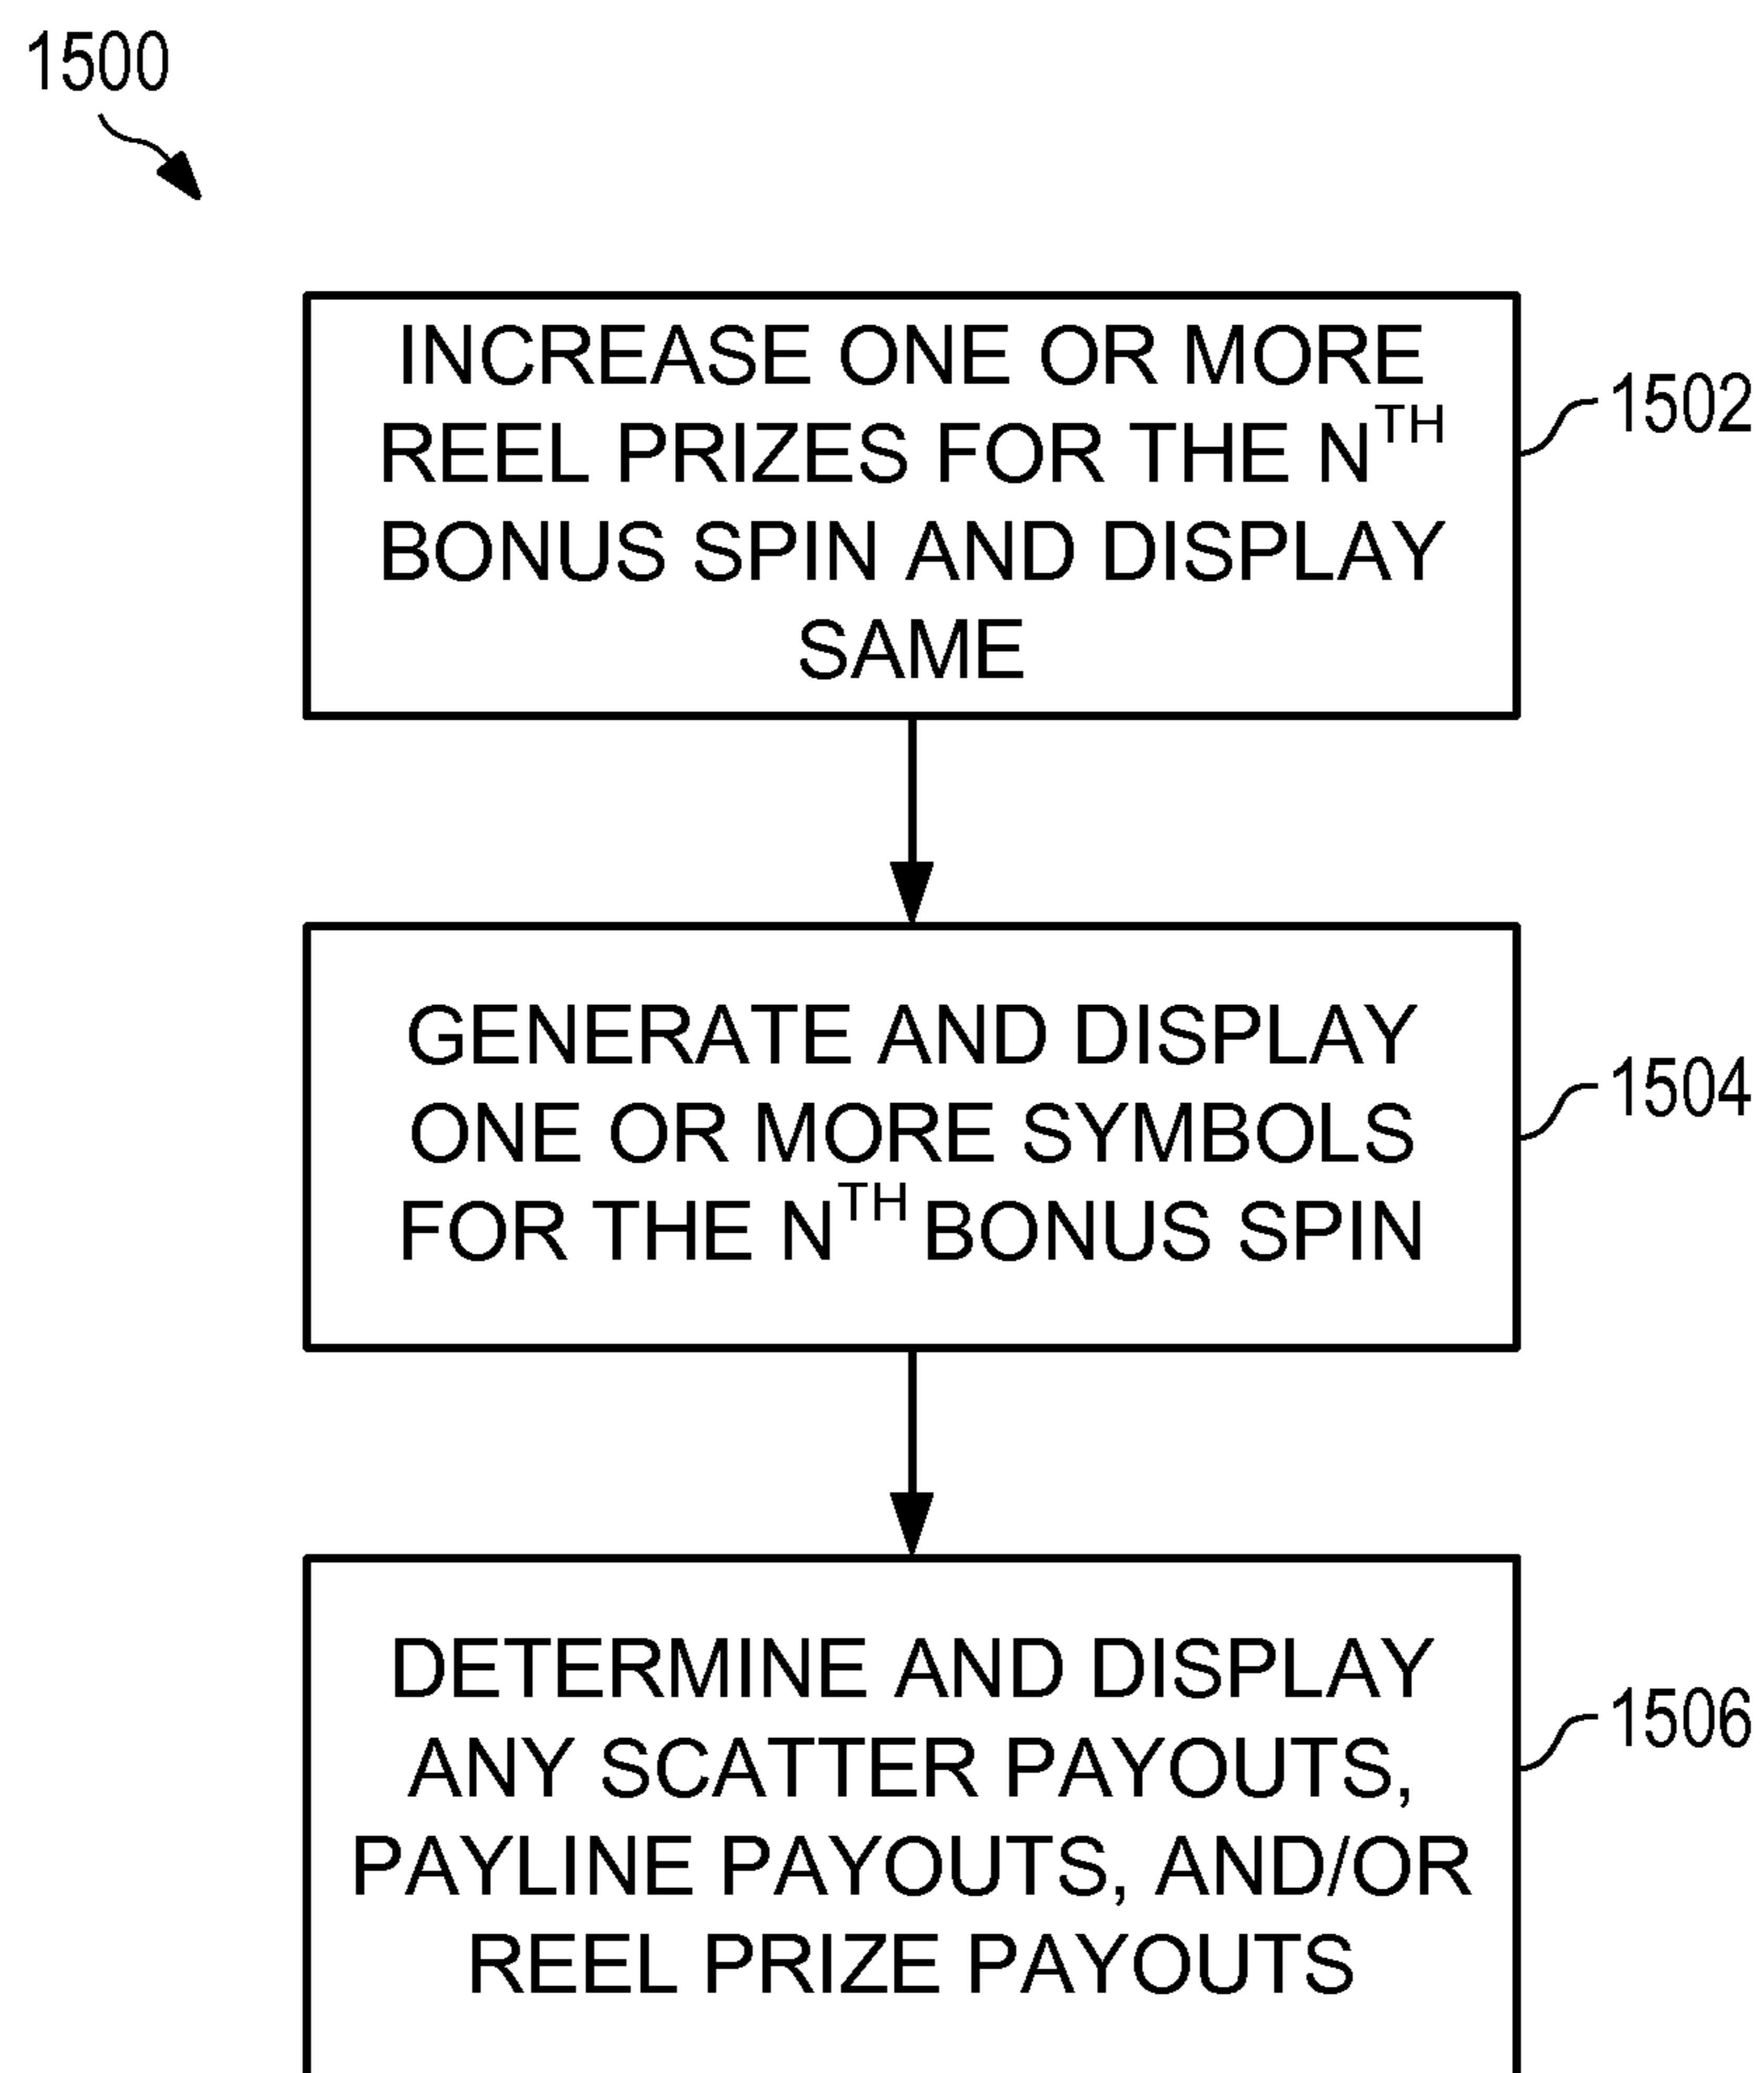 1500
INCREASE ONE OR MORE
REEL PRIZES FOR THE NTH
BONUS SPIN AND DISPLAY
SAME
1502
GENERATE AND DISPLAY
ONE OR MORE SYMBOLS
FOR THE NTH BONUS SPIN
1504
DETERMINE AND DISPLAY
ANY SCATTER PAYOUTS,
PAYLINE PAYOUTS, AND/OR
REEL PRIZE PAYOUTS
1506